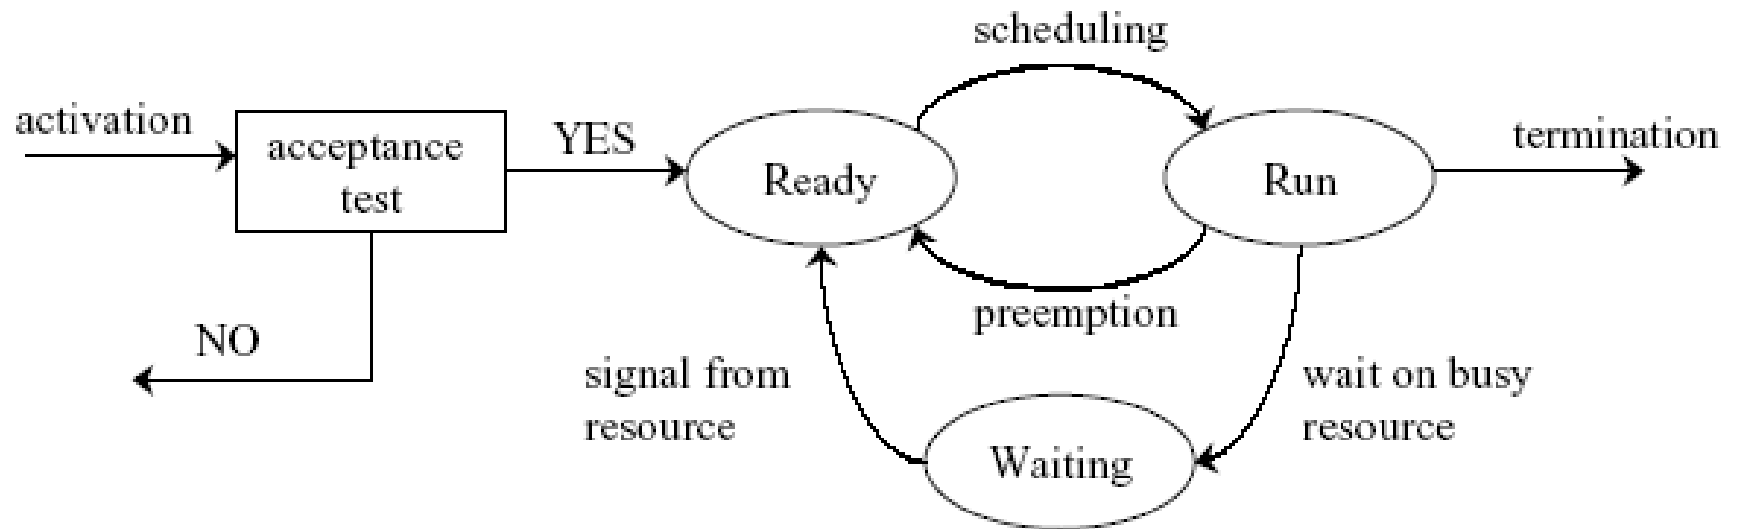 scheduling
activation
acceptance
test
YES
Ready
Run
termination
preemption
NO
signal from
resource
wait on busy
resource
Waiting